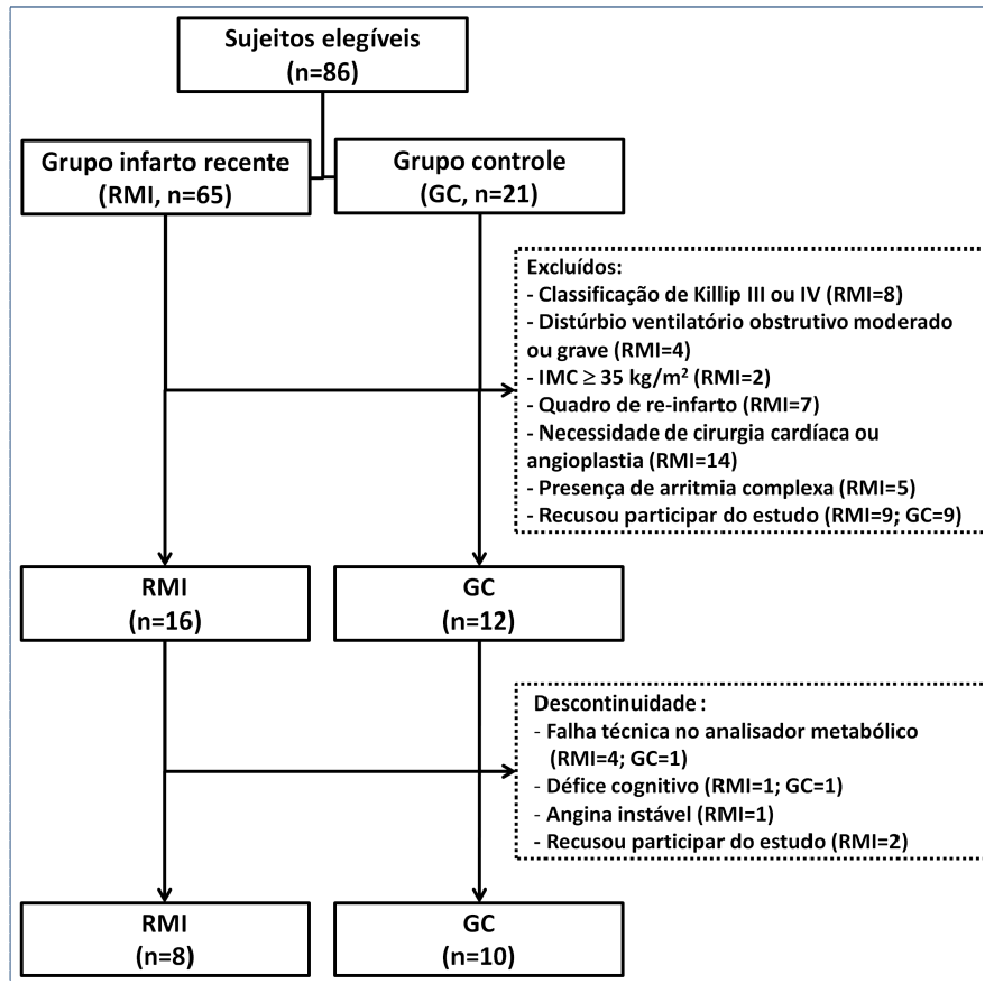 Sujeitos elegíveis
(n=86)
Grupo infarto recente
(RMI, n=65)
Grupo controle
(GC, n=21)
Excluídos:
- Classificação de Killip III ou IV (RMI=8)
- Distúrbio ventilatório obstrutivo moderado
ou grave (RMI=4)
- IMC ≥ 35 kg/m² (RMI=2)
- Quadro de re-infarto (RMI=7)
- Necessidade de cirurgia cardíaca ou
angioplastia (RMI=14)
- Presença de arritmia complexa (RMI=5)
- Recusou participar do estudo (RMI=9; GC=9)
RMI
(n=16)
GC
(n=12)
Descontinuidade :
- Falha técnica no analisador metabólico
(RMI=4; GC=1)
- Défice cognitivo (RMI=1; GC=1)
- Angina instável (RMI=1)
- Recusou participar do estudo (RMI=2)
RMI
(n=8)
GC
(n=10)